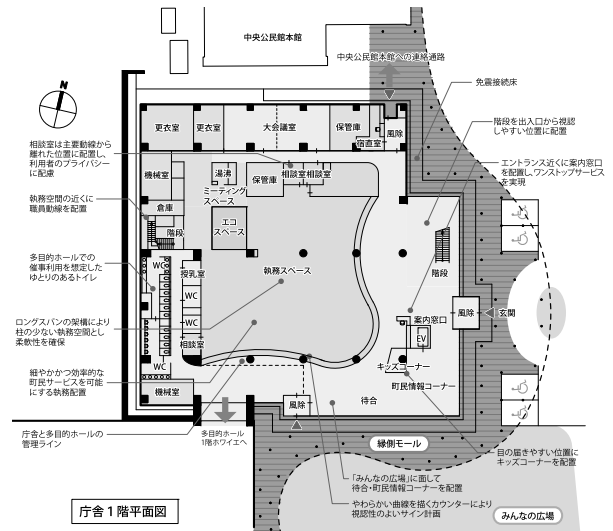 中央公民館本館
中央公民館本館への連絡通路
免震接続床
N
更衣室
更衣室
大会議室
保管庫
宿直室
風除
階段を出入口から視認
しやすい位置に配置
相談室は主要動線から
離れた位置に配置し、
利用者のプライバシー
に配慮
エントランス近くに案内窓口
を配置しワンストップサービス
を実現
機械室
湯沸
ミーティング
スペース
保管庫
相談室
相談室
執務空間の近くに
職員動線を配置
倉庫
階段
エコ
スペース
多目的ホールでの
催事利用を想定した
ゆとりのあるトイレ
WC
授乳室
執務スペース
階段
WC
WC
ロングスパンの架構により
柱の少ない執務空間とし
柔軟性を確保
案内窓口
風除
玄関
EV
WC
キッズコーナー
細やかかつ効率的な
町民サービスを可能
にする執務配置
機械室
町民情報コーナー
風除
待合
庁舎と多目的ホールの
管理ライン
多目的ホール
1階ホワイエへ
縁側モール
目の届きやすい位置に
キッズコーナーを配置
「みんなの広場」に面して
待合・町民情報コーナーを配置
やわらかい曲線を描くカウンターにより
視認性のよいサイン計画
みんなの広場
庁舎1階平面図